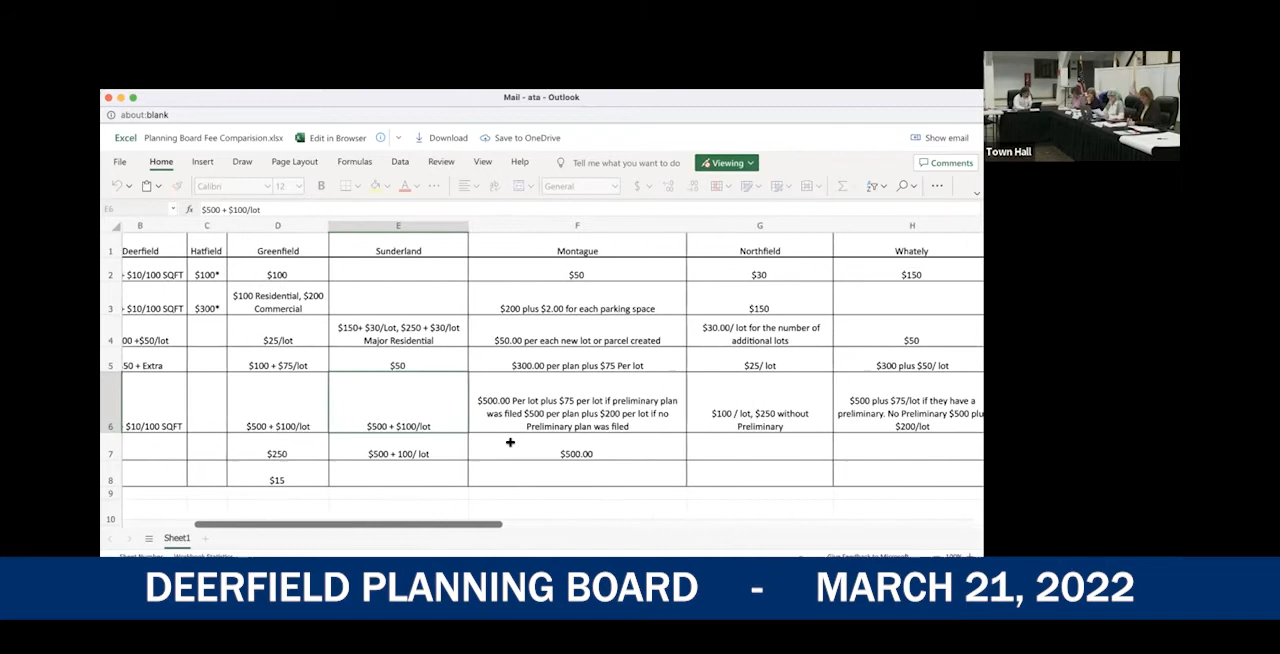 Mail - ata - Outlook
about:blank
Excel Planning Board Fee Comparision.xlsx Edit in Browser Download Save to OneDrive Show email
File Home Insert Draw Page Layout Formulas Data Review View Help Tell me what you want to do Viewing Comments
Calibri 12 B A General $
E6 fx $500 + $100/lot
B C D E F G H
1 Deerfield Hatfield Greenfield Sunderland Montague Northfield Whately
2 $10/100 SQFT $100* $100 $50 $30 $150
$100 Residential, $200
3 $10/100 SQFT $300* Commercial $200 plus $2.00 for each parking space $150
$150+ $30/Lot, $250 + $30/lot $30.00/ lot for the number of
4 00 +$50/lot $25/lot Major Residential $50.00 per each new lot or parcel created additional lots $50
5 50 + Extra $100 + $75/lot $50 $300.00 per plan plus $75 Per lot $25/ lot $300 plus $50/ lot
$500.00 Per lot plus $75 per lot if preliminary plan $500 plus $75/lot if they have a
was filed $500 per plan plus $200 per lot if no $100 / lot, $250 without preliminary. No Preliminary $500 plu
6 $10/100 SQFT $500 + $100/lot $500 + $100/lot Preliminary plan was filed Preliminary $200/lot
7 $250 $500 + 100/ lot $500.00
8 $15
9
10
Sheet1
Town Hall
DEERFIELD PLANNING BOARD - MARCH 21, 2022